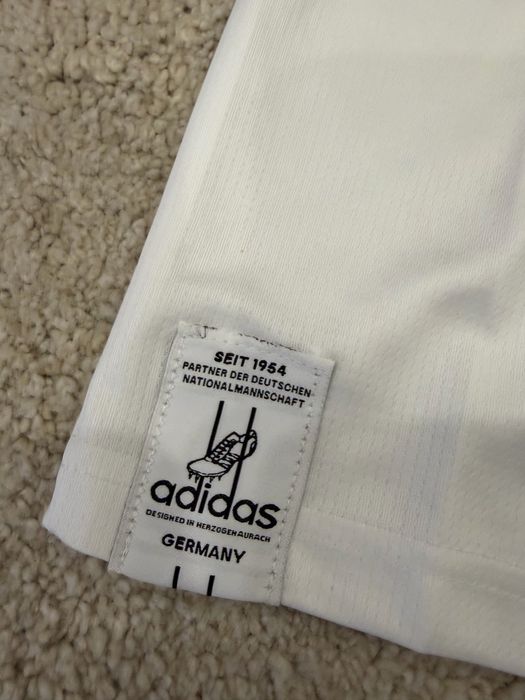 SEIT 1954
PARTNER DER DEUTSCHEN
NATIONALMANNSCHAFT
adidas
DESIGNED IN HERZOGENAURACH
GERMANY